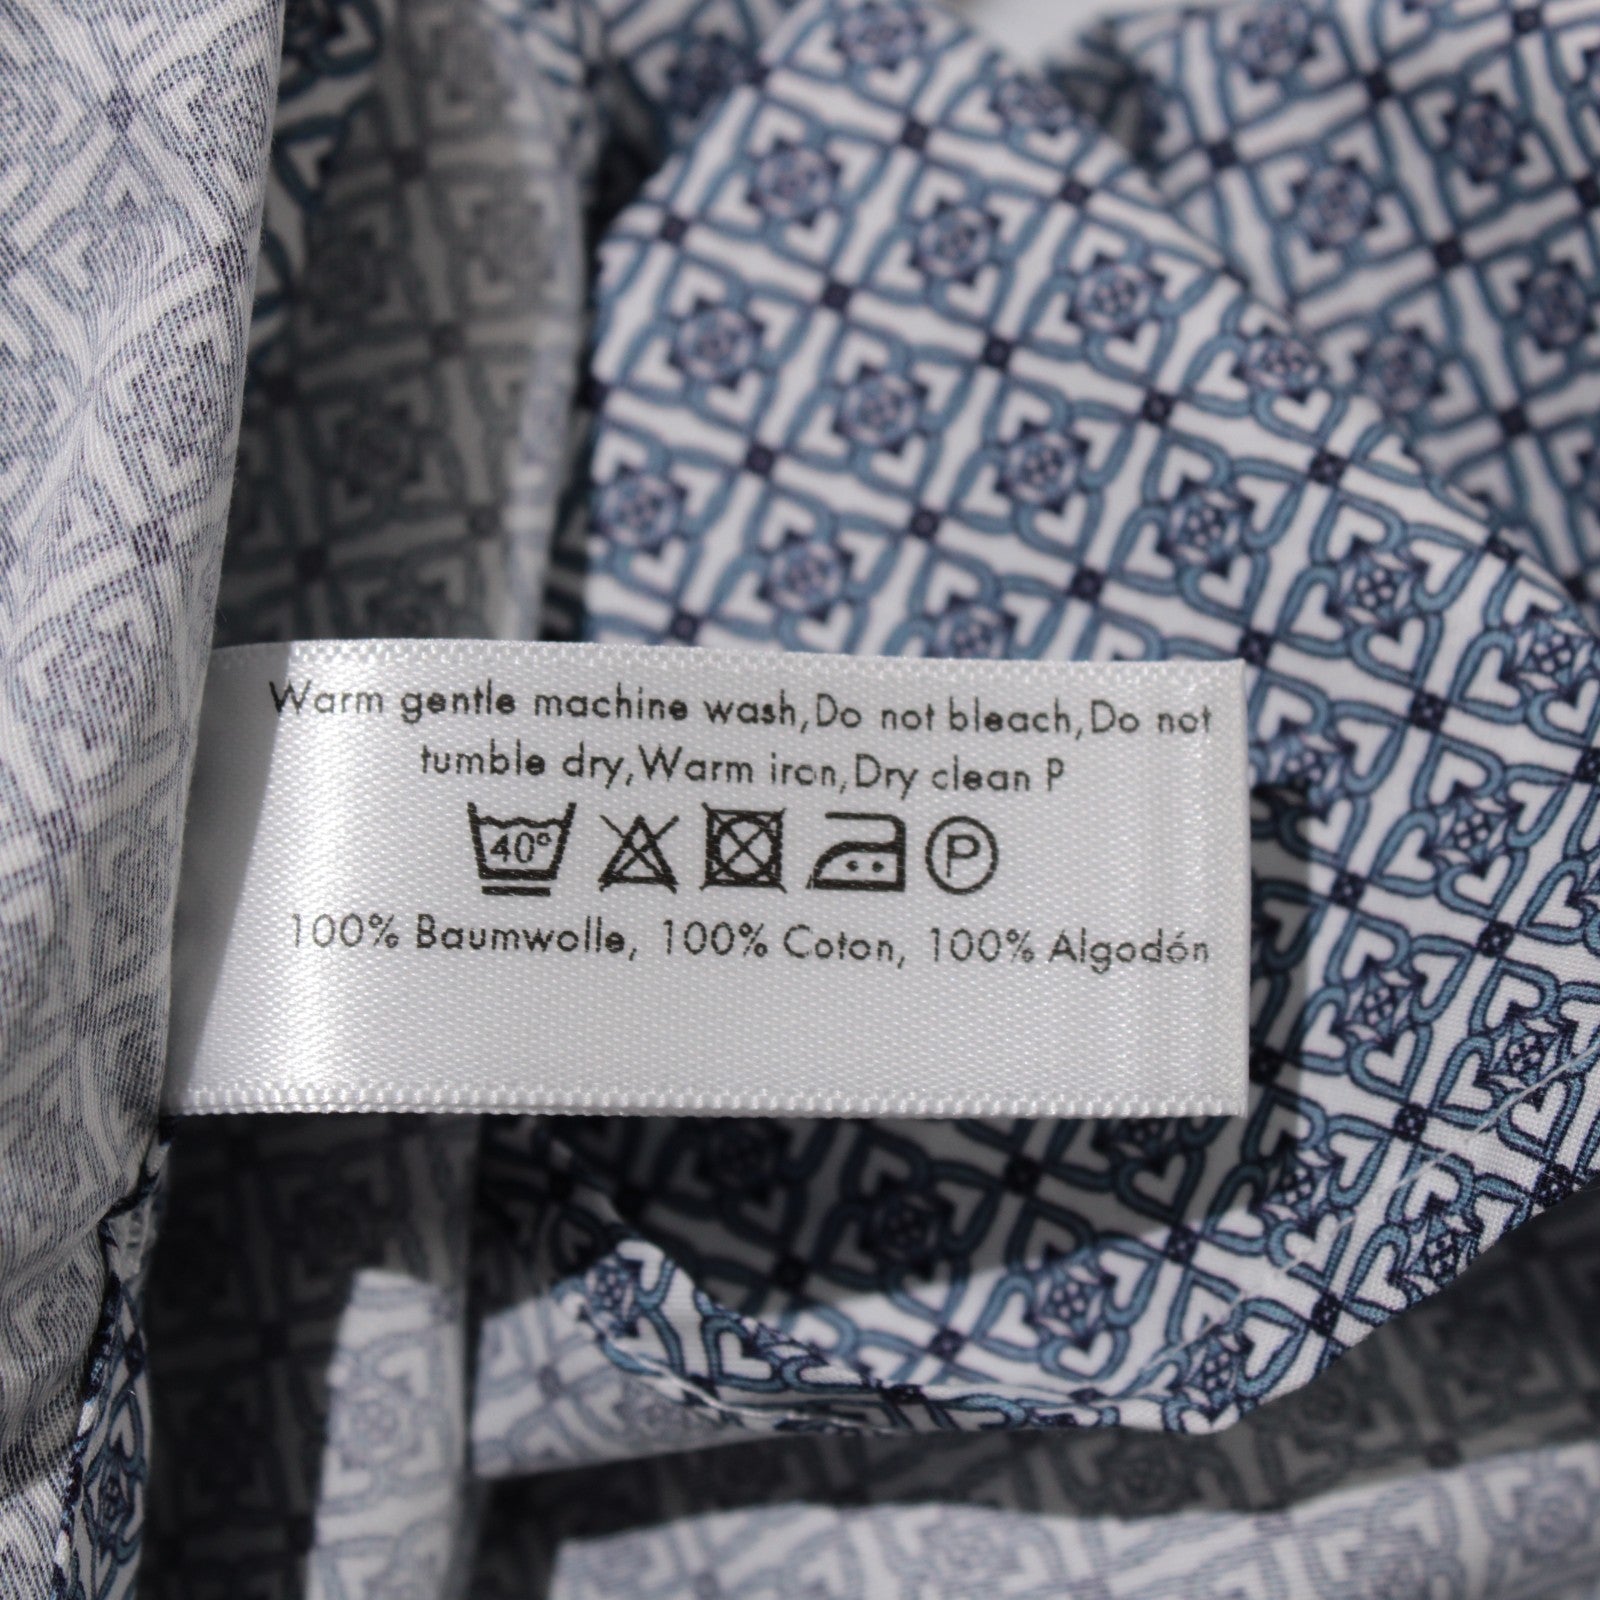 Warm gentle machine wash,Do not bleach,Do not
tumble dry,Warm iron,Dry clean P
40° P
100% Baumwolle, 100% Coton, 100% Algodón